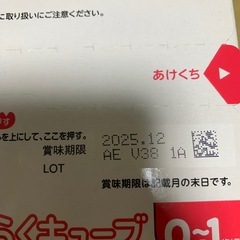 に取り扱いにご注意ください。
あけくち
を上にして、ここを押す。
賞味期限
2025.12
LOT
AE V38 1A
賞味期限は記載月の末日です。
らくキューブ
0~1